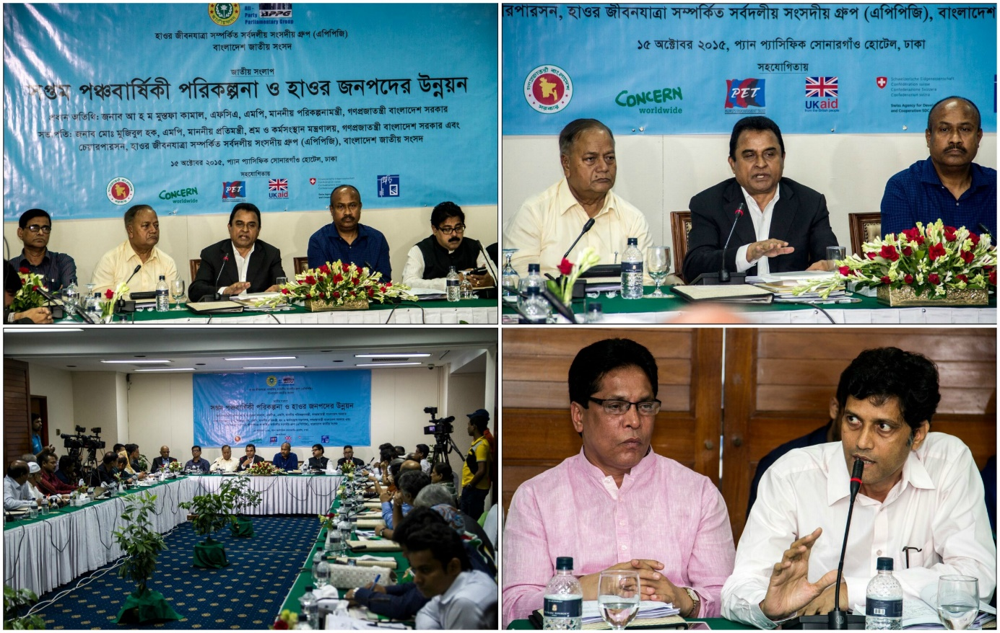 All -
Party APPG
Parliamentary Group
হাওর জীবনযাত্রা সম্পর্কিত সর্বদলীয় সংসদীয় গ্রুপ (এপিপিজি)
বাংলাদেশ জাতীয় সংসদ
জাতীয় সংলাপ
সপ্তম পঞ্চবার্ষিকী পরিকল্পনা ও হাওর জনপদের উন্নয়ন
প্রধান অতিথি: জনাব আ হ ম মুস্তফা কামাল, এফসিএ, এমপি, মাননীয় পরিকল্পনামন্ত্রী, গণপ্রজাতন্ত্রী বাংলাদেশ সরকার
সভাপতি: জনাব মোঃ মুজিবুল হক, এমপি, মাননীয় প্রতিমন্ত্রী, শ্রম ও কর্মসংস্থান মন্ত্রণালয়, গণপ্রজাতন্ত্রী বাংলাদেশ সরকার এবং
চেয়ারপারসন, হাওর জীবনযাত্রা সম্পর্কিত সর্বদলীয় সংসদীয় গ্রুপ (এপিপিজি), বাংলাদেশ জাতীয় সংসদ
১৫ অক্টোবর ২০১৫, প্যান প্যাসিফিক সোনারগাঁও হোটেল, ঢাকা
সহযোগিতায়
CONCERN worldwide
PET
UKaid
রপারসন, হাওর জীবনযাত্রা সম্পর্কিত সর্বদলীয় সংসদীয় গ্রুপ (এপিপিজি), বাংলাদেশ
১৫ অক্টোবর ২০১৫, প্যান প্যাসিফিক সোনারগাঁও হোটেল, ঢাকা
সহযোগিতায়
গণপ্রজাতন্ত্রী বাংলাদেশ সরকার
CONCERN worldwide
PET
UKaid
from the British people
Schweizerische Eidgenossenschaft
Confédération suisse
Confederazione Svizzera
Confederaziun svizra
Swiss Agency for Develo
and Cooperation SDC
সপ্তম পঞ্চবার্ষিকী পরিকল্পনা ও হাওর জনপদের উন্নয়ন